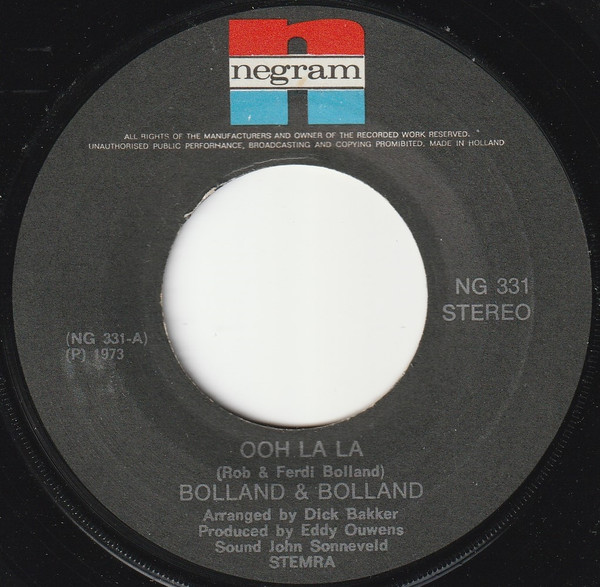 negram
ALL RIGHTS OF THE MANUFACTURERS AND OWNER OF THE RECORDED WORK RESERVED.
UNAUTHORISED PUBLIC PERFORMANCE, BROADCASTING AND COPYING PROHIBITED. MADE IN HOLLAND
NG 331
STEREO
(NG 331-A)
(P) 1973
OOH LA LA
(Rob & Ferdi Bolland)
BOLLAND & BOLLAND
Arranged by Dick Bakker
Produced by Eddy Ouwens
Sound John Sonneveld
STEMRA